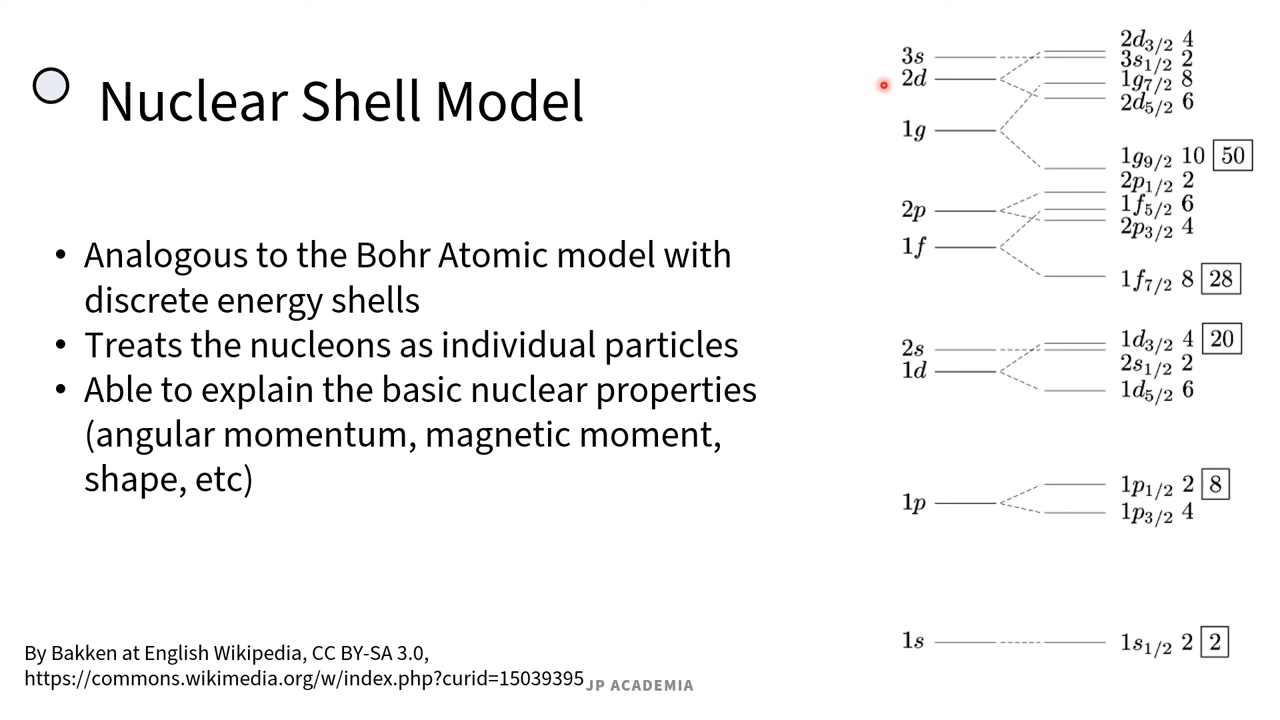 Nuclear Shell Model
• Analogous to the Bohr Atomic model with
discrete energy shells
• Treats the nucleons as individual particles
• Able to explain the basic nuclear properties
(angular momentum, magnetic moment,
shape, etc)
3s
2d
1g
2p
1f
2s
1d
1p
1s
2d3/2 4
3s1/2 2
1g7/2 8
2d5/2 6
1g9/2 10 50
2p1/2 2
1f5/2 6
2p3/2 4
1f7/2 8 28
1d3/2 4 20
2s1/2 2
1d5/2 6
1p1/2 2 8
1p3/2 4
1s1/2 2 2
By Bakken at English Wikipedia, CC BY-SA 3.0,
https://commons.wikimedia.org/w/index.php?curid=15039395
JP ACADEMIA